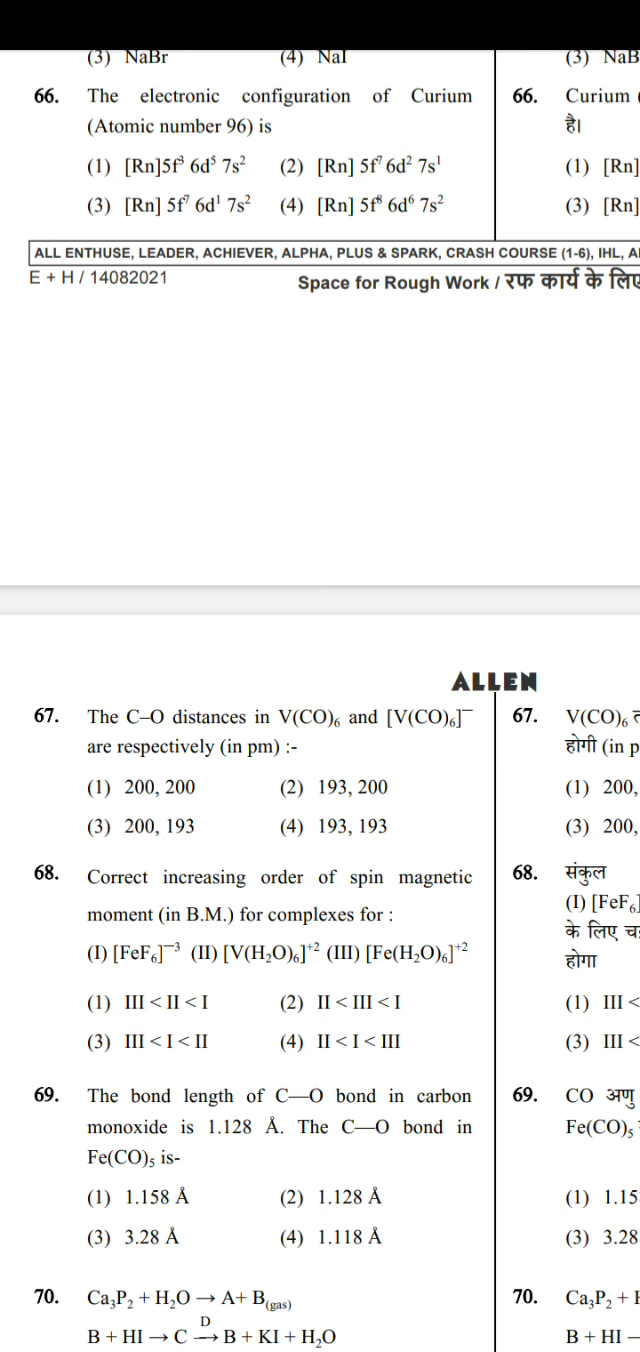 (3) NaBr (4) NaI
66. The electronic configuration of Curium
(Atomic number 96) is
(1) [Rn]5f³ 6d⁵ 7s² (2) [Rn] 5f⁷ 6d² 7s¹
(3) [Rn] 5f⁷ 6d¹ 7s² (4) [Rn] 5f⁸ 6d⁶ 7s²
(3) NaB
66. Curium
है।
(1) [Rn]
(3) [Rn]
ALL ENTHUSE, LEADER, ACHIEVER, ALPHA, PLUS & SPARK, CRASH COURSE (1-6), IHL,
E + H / 14082021
Space for Rough Work / रफ कार्य के लिए
ALLEN
67. The C–O distances in V(CO)₆ and [V(CO)₆]⁻
are respectively (in pm) :-
(1) 200, 200 (2) 193, 200
(3) 200, 193 (4) 193, 193
68. Correct increasing order of spin magnetic
moment (in B.M.) for complexes for :
(I) [FeF₆]⁻³ (II) [V(H₂O)₆]⁺² (III) [Fe(H₂O)₆]⁺²
(1) III < II < I (2) II < III < I
(3) III < I < II (4) II < I < III
69. The bond length of C—O bond in carbon
monoxide is 1.128 Å. The C—O bond in
Fe(CO)₅ is-
(1) 1.158 Å (2) 1.128 Å
(3) 3.28 Å (4) 1.118 Å
70. Ca₃P₂ + H₂O → A+ B₍gas₎
B + HI → C D→ B + KI + H₂O
67. V(CO)₆
होगी (in p
(1) 200,
(3) 200,
68. संकुल
(I) [FeF₆]
के लिए
होगा
(1) III <
(3) III <
69. CO अणु
Fe(CO)₅
(1) 1.15
(3) 3.28
70. Ca₃P₂ +
B + HI –